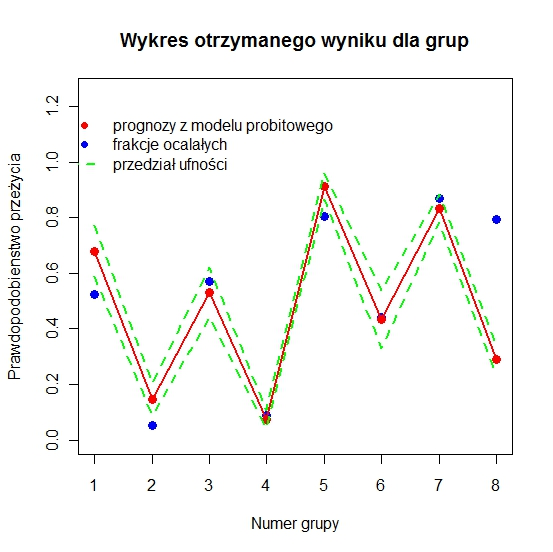 Wykres otrzymanego wyniku dla grup
prognozy z modelu probitowego
frakcje ocalałych
przedział ufności
Prawdopodobienstwo przeżycia
1.2
1.0
0.8
0.6
0.4
0.2
0.0
1 2 3 4 5 6 7 8
Numer grupy